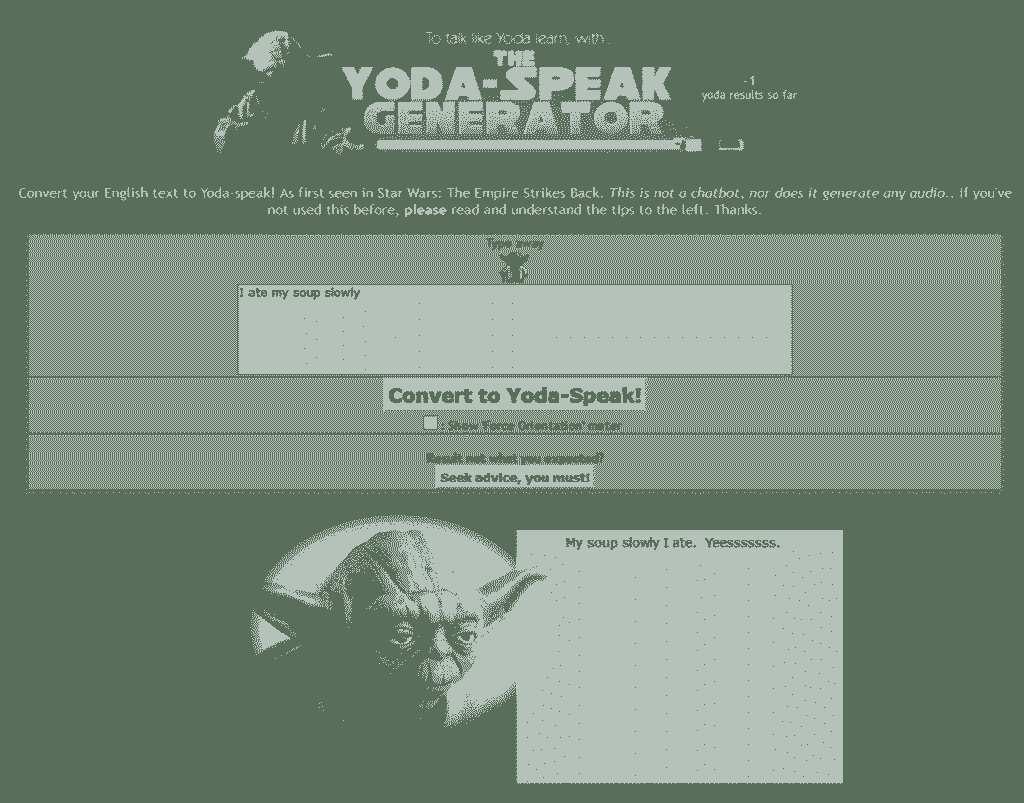 To talk like Yoda learn, with...
THE
YODA-SPEAK
GENERATOR
-1
yoda results so far
Convert your English text to Yoda-speak! As first seen in Star Wars: The Empire Strikes Back. This is not a chatbot, nor does it generate any audio.. If you've
not used this before, please read and understand the tips to the left. Thanks.
Type away
I ate my soup slowly
Convert to Yoda-Speak!
: Show 'Force Orientation' meter
Result not what you expected?
Seek advice, you must!
My soup slowly I ate.  Yeesssssss.